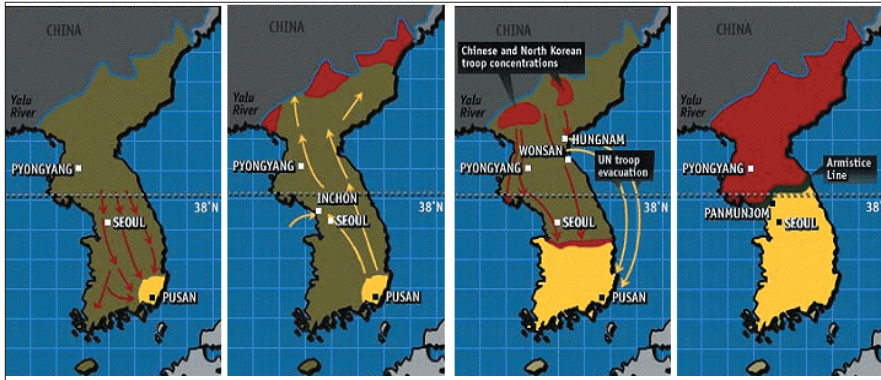 CHINA
Yalu
River
PYONGYANG
38°N
SEOUL
PUSAN
CHINA
Yalu
River
PYONGYANG
INCHON
38°N
SEOUL
PUSAN
CHINA
Chinese and North Korean
troop concentrations
Yalu
River
HUNGNAM
WONSAN
PYONGYANG
UN troop
evacuation
38°N
SEOUL
PUSAN
CHINA
Yalu
River
PYONGYANG
Armistice
Line
38°N
PANMUNJOM
SEOUL
PUSAN